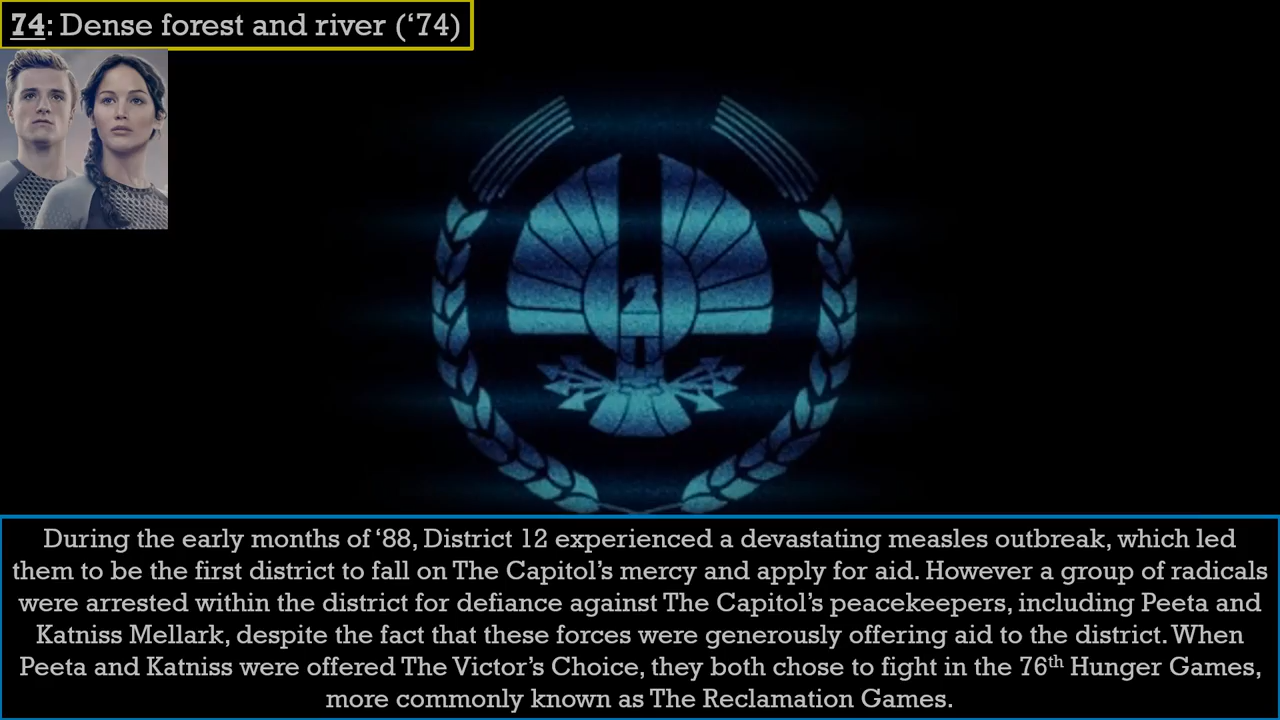 74: Dense forest and river (‘74)
During the early months of ‘88, District 12 experienced a devastating measles outbreak, which led
them to be the first district to fall on The Capitol’s mercy and apply for aid. However a group of radicals
were arrested within the district for defiance against The Capitol’s peacekeepers, including Peeta and
Katniss Mellark, despite the fact that these forces were generously offering aid to the district. When
Peeta and Katniss were offered The Victor’s Choice, they both chose to fight in the 76th Hunger Games,
more commonly known as The Reclamation Games.